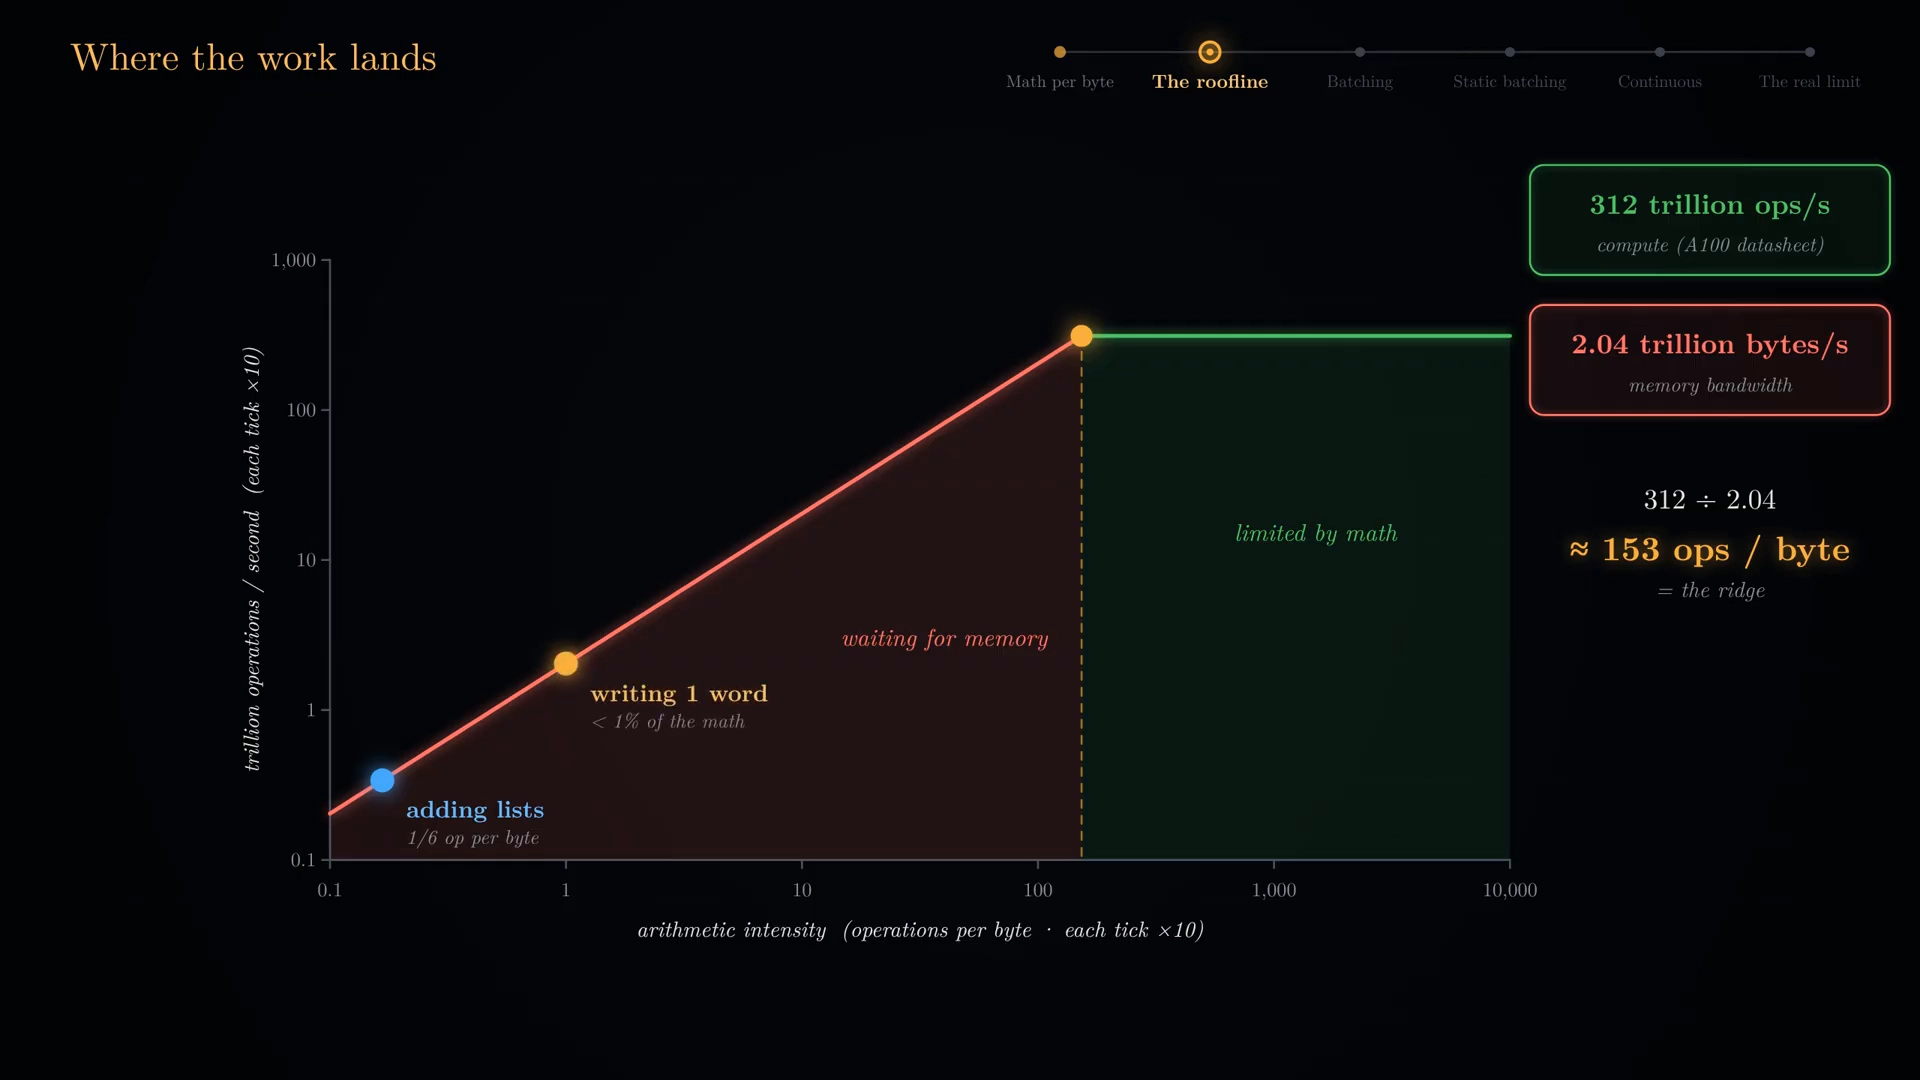 Where the work lands
Math per byte
The roofline
Batching
Static batching
Continuous
The real limit
312 trillion ops/s
compute (A100 datasheet)
2.04 trillion bytes/s
memory bandwidth
312 ÷ 2.04
≈ 153 ops / byte
= the ridge
trillion operations / second (each tick ×10)
1,000
100
10
1
0.1
limited by math
waiting for memory
writing 1 word
< 1% of the math
adding lists
1/6 op per byte
0.1
1
10
100
1,000
10,000
arithmetic intensity (operations per byte · each tick ×10)